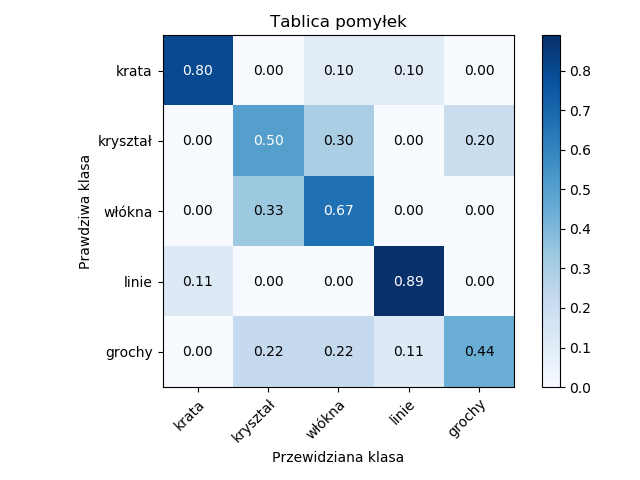 Tablica pomyłek
Prawdziwa klasa
krata 0.80 0.00 0.10 0.10 0.00
kryształ 0.00 0.50 0.30 0.00 0.20
włókna 0.00 0.33 0.67 0.00 0.00
linie 0.11 0.00 0.00 0.89 0.00
grochy 0.00 0.22 0.22 0.11 0.44
krata kryształ włókna linie grochy
Przewidziana klasa
0.8
0.7
0.6
0.5
0.4
0.3
0.2
0.1
0.0